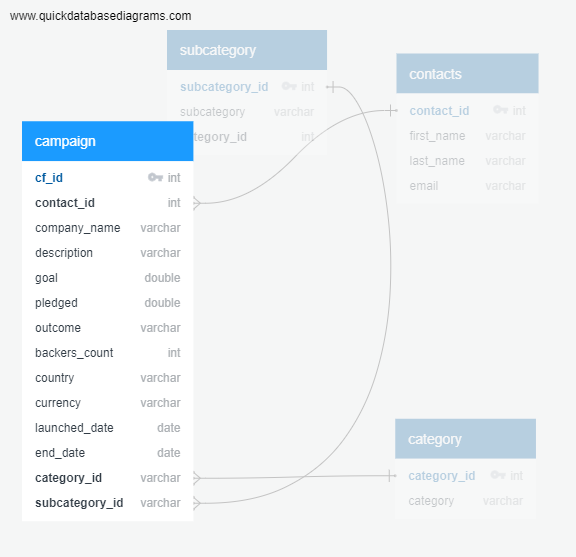 www.quickdatabasediagrams.com
subcategory
subcategory_id int
subcategory varchar
tegory_id int
contacts
contact_id int
first_name varchar
last_name varchar
email varchar
campaign
cf_id int
contact_id int
company_name varchar
description varchar
goal double
pledged double
outcome varchar
backers_count int
country varchar
currency varchar
launched_date date
end_date date
category_id varchar
subcategory_id varchar
category
category_id int
category varchar